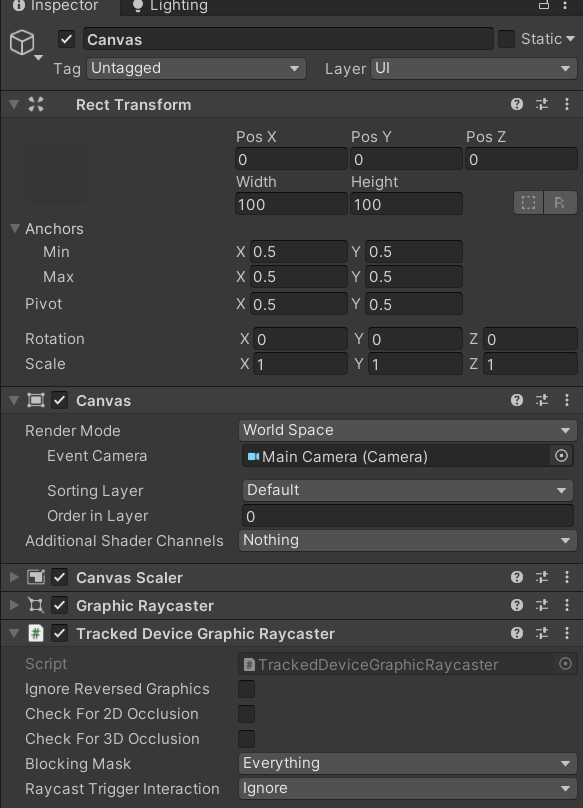 Inspector Lighting
Canvas Static
Tag Untagged Layer UI
Rect Transform
Pos X Pos Y Pos Z
0 0 0
Width Height
100 100 R
Anchors
Min X 0.5 Y 0.5
Max X 0.5 Y 0.5
Pivot X 0.5 Y 0.5
Rotation X 0 Y 0 Z 0
Scale X 1 Y 1 Z 1
Canvas
Render Mode World Space
Event Camera Main Camera (Camera)
Sorting Layer Default
Order in Layer 0
Additional Shader Channels Nothing
Canvas Scaler
Graphic Raycaster
# Tracked Device Graphic Raycaster
Script # TrackedDeviceGraphicRaycaster
Ignore Reversed Graphics
Check For 2D Occlusion
Check For 3D Occlusion
Blocking Mask Everything
Raycast Trigger Interaction Ignore